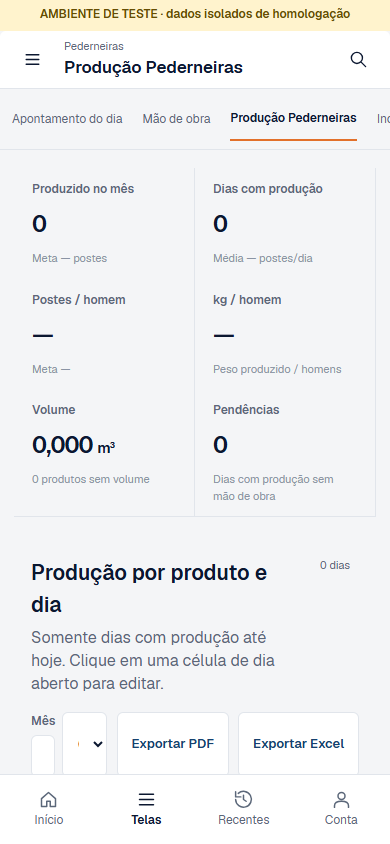 AMBIENTE DE TESTE · dados isolados de homologação
Pederneiras
Produção Pederneiras
Apontamento do dia
Mão de obra
Produção Pederneiras
Produzido no mês
0
Meta — postes
Dias com produção
0
Média — postes/dia
Postes / homem
—
Meta —
kg / homem
—
Peso produzido / homens
Volume
0,000 m³
0 produtos sem volume
Pendências
0
Dias com produção sem
mão de obra
Produção por produto e
dia
0 dias
Somente dias com produção até
hoje. Clique em uma célula de dia
aberto para editar.
Mês
Exportar PDF
Exportar Excel
Início
Telas
Recentes
Conta